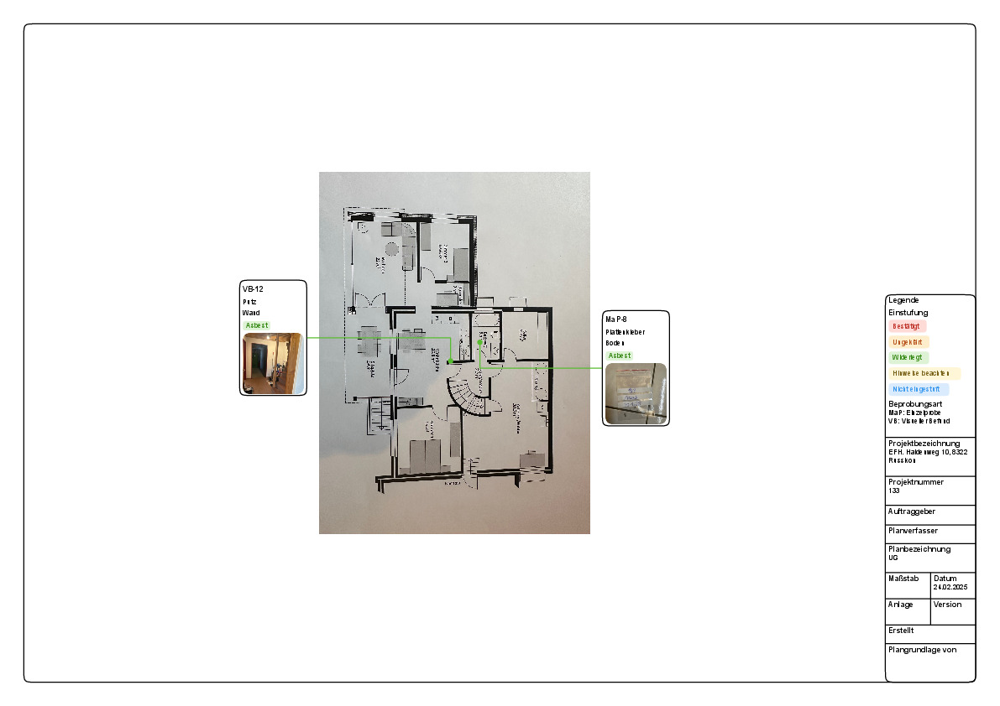 VB-12
Putz
Wand
Asbest
MaP-8
Plattenkleber
Boden
Asbest
Legende
Einstufung
Bestätigt
Ungeklärt
Widerlegt
Hinweise beachten
Nicht eingestuft
Beprobungsart
MaP: Einzelprobe
VB: Visueller Befund
Projektbezeichnung
EFH. Haldenweg 10, 8322
Russikon
Projektnummer
133
Auftraggeber
Planverfasser
Planbezeichnung
UG
Maßstab
Datum
24.02.2025
Anlage
Version
Erstellt
Plangrundlage von